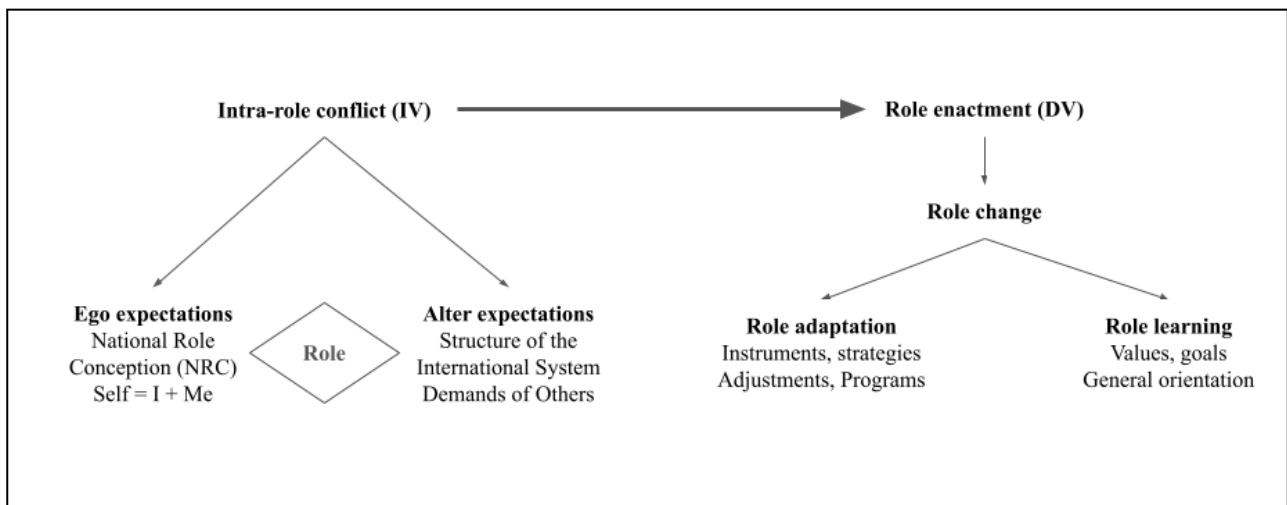 Intra-role conflict (IV)
Role enactment (DV)
Role change
Ego expectations
National Role
Conception (NRC)
Self = I + Me
Role
Alter expectations
Structure of the
International System
Demands of Others
Role adaptation
Instruments, strategies
Adjustments, Programs
Role learning
Values, goals
General orientation